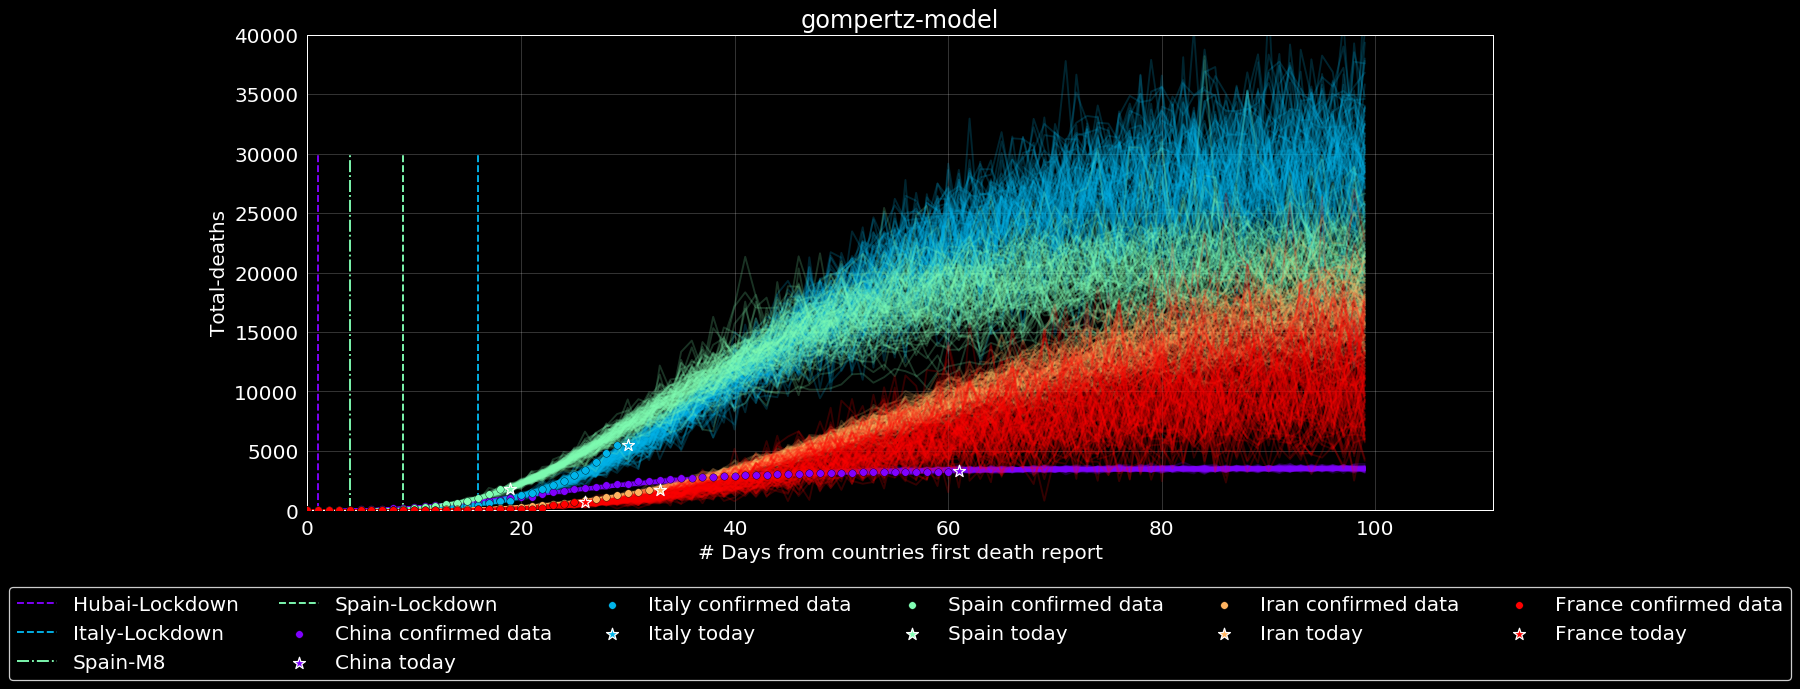 gompertz-model
40000
35000
30000
25000
20000
15000
10000
5000
0
Total-deaths
0 20 40 60 80 100
# Days from countries first death report
Hubai-Lockdown Spain-Lockdown Italy confirmed data Spain confirmed data Iran confirmed data France confirmed data
Italy-Lockdown China confirmed data Italy today Spain today Iran today France today
Spain-M8 China today